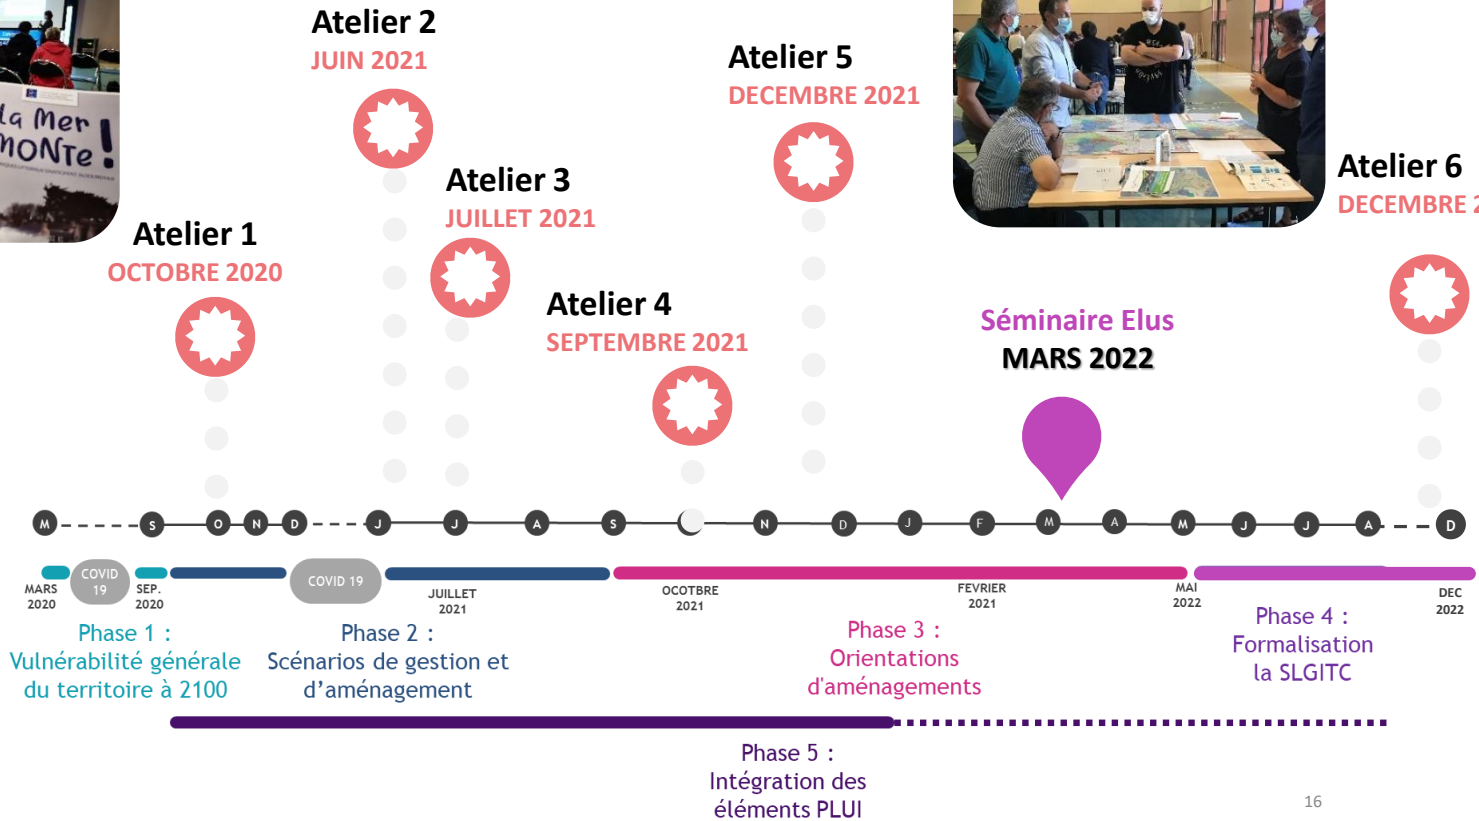 la Mer
MONTe !
Atelier 1
OCTOBRE 2020
Atelier 2
JUIN 2021
Atelier 3
JUILLET 2021
Atelier 4
SEPTEMBRE 2021
Atelier 5
DECEMBRE 2021
Séminaire Elus
MARS 2022
Atelier 6
DECEMBRE 2
M S O N D J J A S N D J F M A M J J A D
COVID
19
COVID 19
MARS
2020
SEP.
2020
JUILLET
2021
OCOTBRE
2021
FEVRIER
2021
MAI
2022
DEC
2022
Phase 1 :
Vulnérabilité générale
du territoire à 2100
Phase 2 :
Scénarios de gestion et
d’aménagement
Phase 3 :
Orientations
d'aménagements
Phase 4 :
Formalisation
la SLGITC
Phase 5 :
Intégration des
éléments PLUI
16